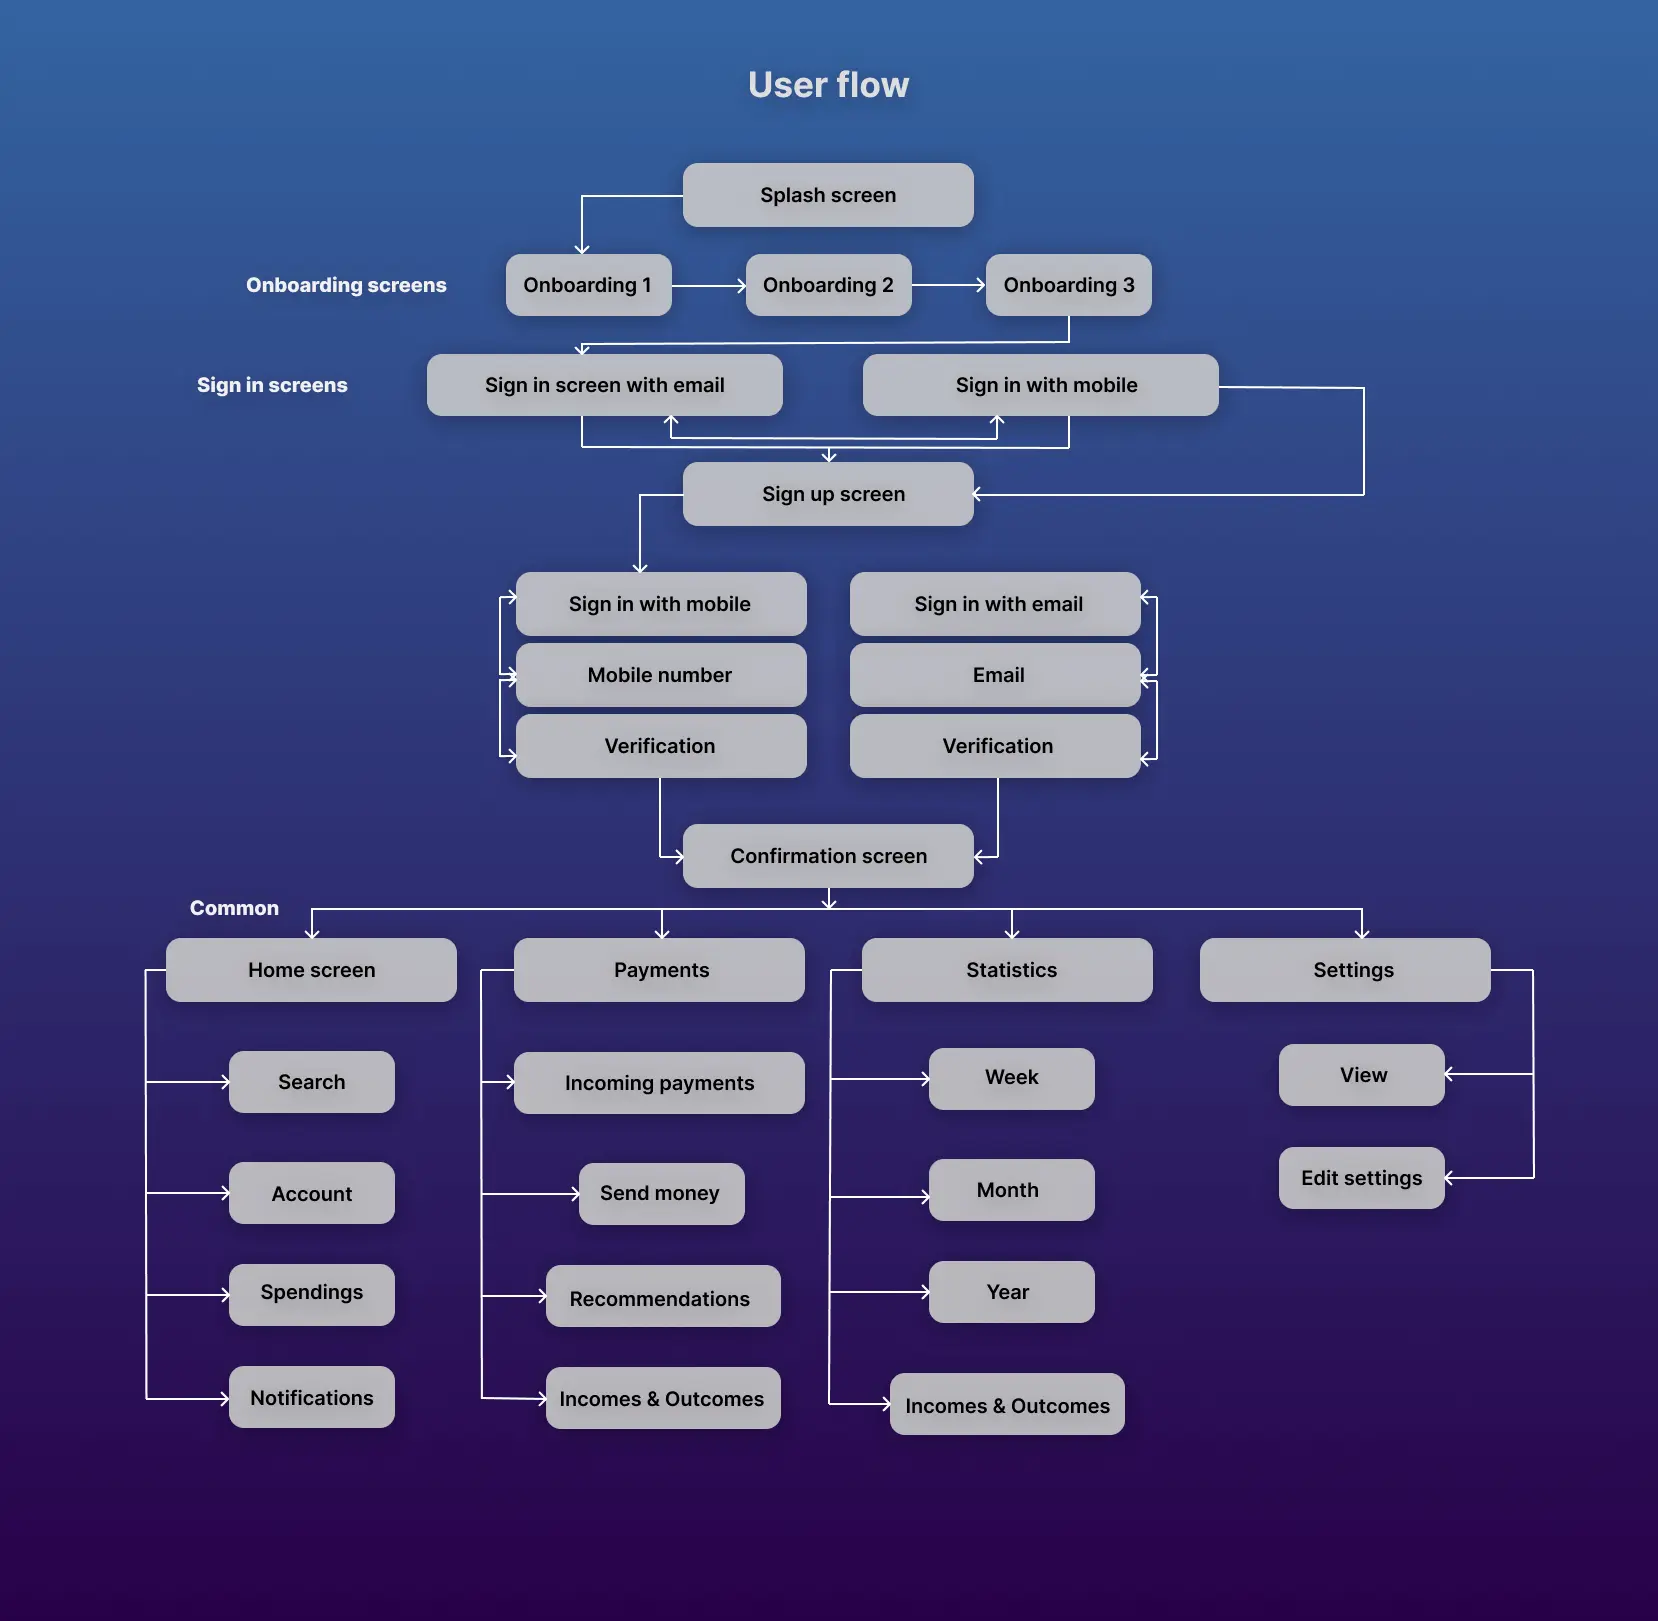 User flow
Splash screen
Onboarding screens
Onboarding 1
Onboarding 2
Onboarding 3
Sign in screens
Sign in screen with email
Sign in with mobile
Sign up screen
Sign in with mobile
Sign in with email
Mobile number
Email
Verification
Verification
Confirmation screen
Common
Home screen
Payments
Statistics
Settings
Search
Incoming payments
Week
View
Account
Send money
Month
Edit settings
Spendings
Recommendations
Year
Notifications
Incomes & Outcomes
Incomes & Outcomes